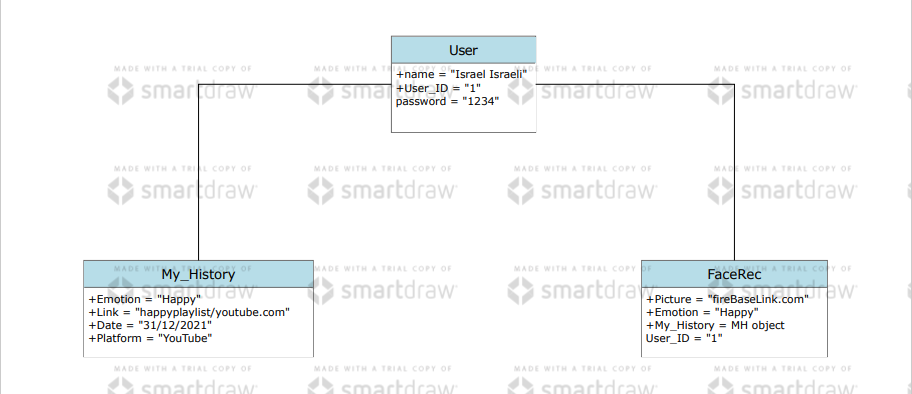 User
+name = "Israel Israeli"
+User_ID = "1"
password = "1234"
My_History
+Emotion = "Happy"
+Link = "happyplaylist/youtube.com"
+Date = "31/12/2021"
+Platform = "YouTube"
FaceRec
+Picture = "fireBaseLink.com"
+Emotion = "Happy"
+My_History = MH object
User_ID = "1"
MADE WITH A TRIAL COPY OF
smartdraw